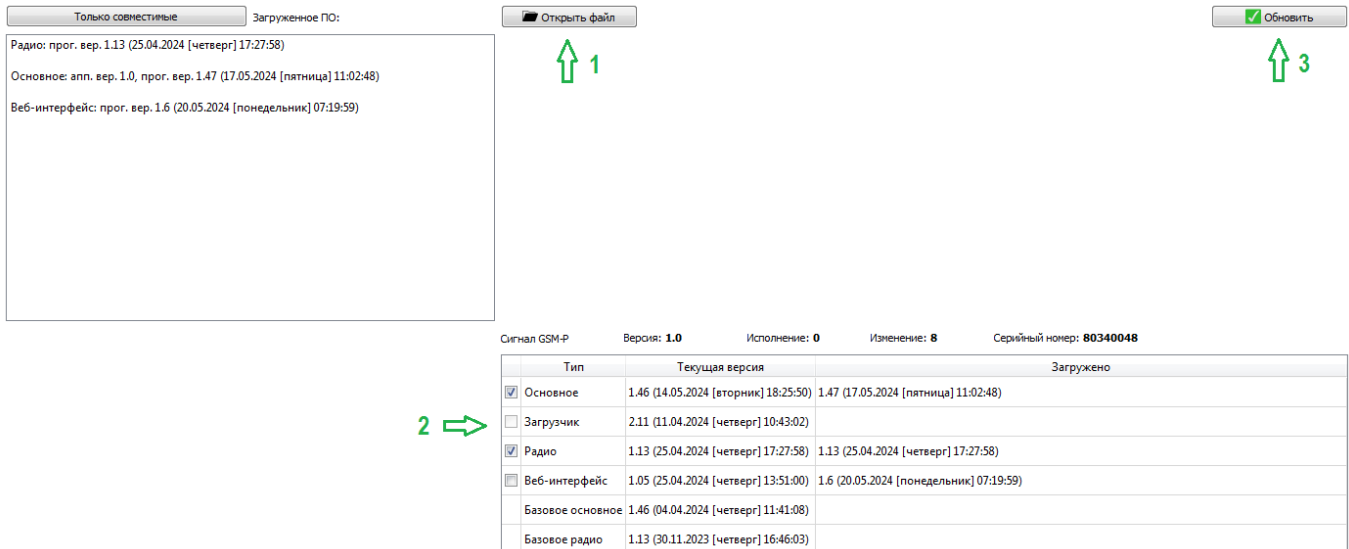 Только совместимые Загруженное ПО: Открыть файл Обновить
1 3
Радио: прог. вер. 1.13 (25.04.2024 [четверг] 17:27:58)
Основное: апп. вер. 1.0, прог. вер. 1.47 (17.05.2024 [пятница] 11:02:48)
Веб-интерфейс: прог. вер. 1.6 (20.05.2024 [понедельник] 07:19:59)
Сигнал GSM-P Версия: 1.0 Исполнение: 0 Изменение: 8 Серийный номер: 80340048
Тип Текущая версия Загружено
Основное 1.46 (14.05.2024 [вторник] 18:25:50) 1.47 (17.05.2024 [пятница] 11:02:48)
2 Загрузчик 2.11 (11.04.2024 [четверг] 10:43:02)
Радио 1.13 (25.04.2024 [четверг] 17:27:58) 1.13 (25.04.2024 [четверг] 17:27:58)
Веб-интерфейс 1.05 (25.04.2024 [четверг] 13:51:00) 1.6 (20.05.2024 [понедельник] 07:19:59)
Базовое основное 1.46 (04.04.2024 [четверг] 11:41:08)
Базовое радио 1.13 (30.11.2023 [четверг] 16:46:03)